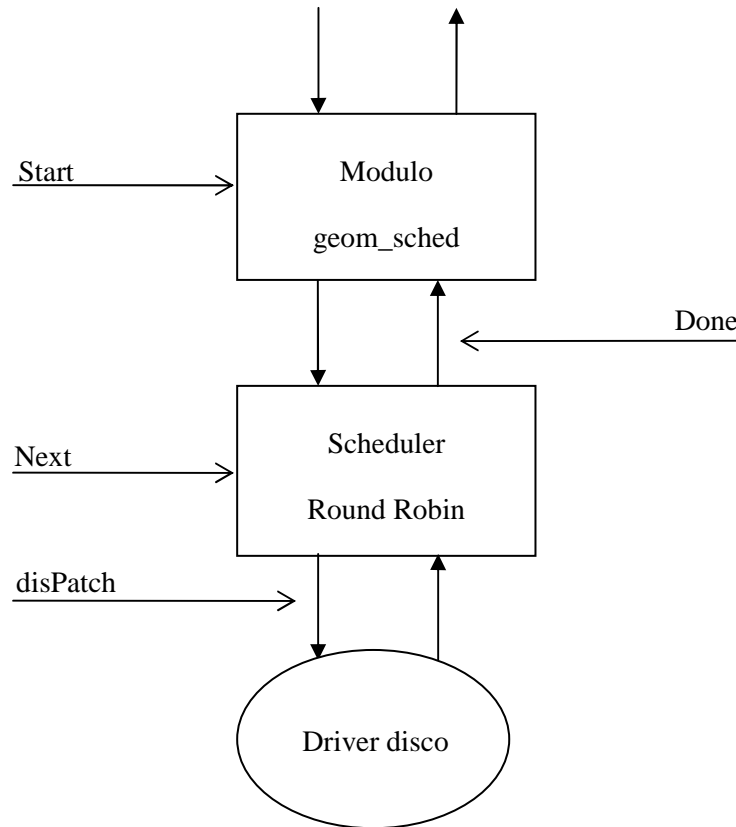 Start
Modulo
geom_sched
Done
Next
Scheduler
Round Robin
disPatch
Driver disco